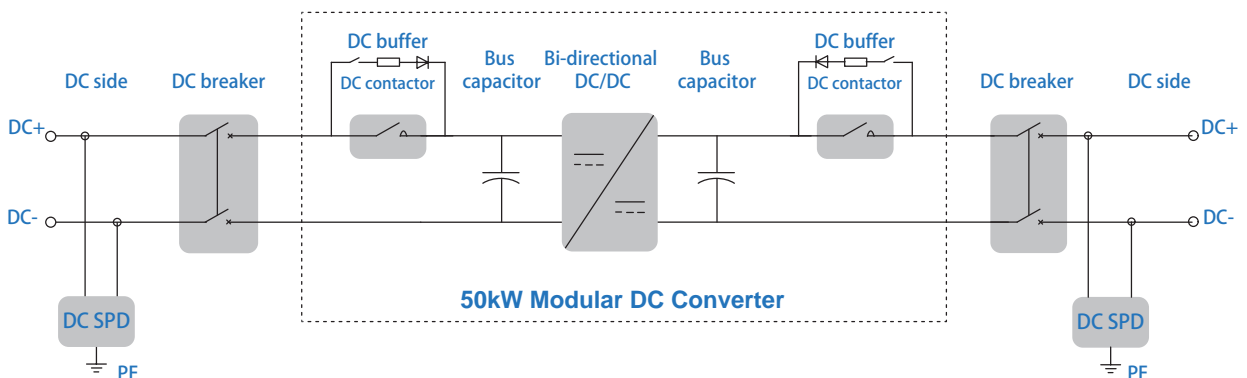 DC buffer
DC buffer
DC side
DC breaker
DC contactor
Bus
capacitor
Bi-directional
DC/DC
Bus
capacitor
DC contactor
DC breaker
DC side
DC+
DC+
DC-
DC-
50kW Modular DC Converter
DC SPD
DC SPD
PF
PF